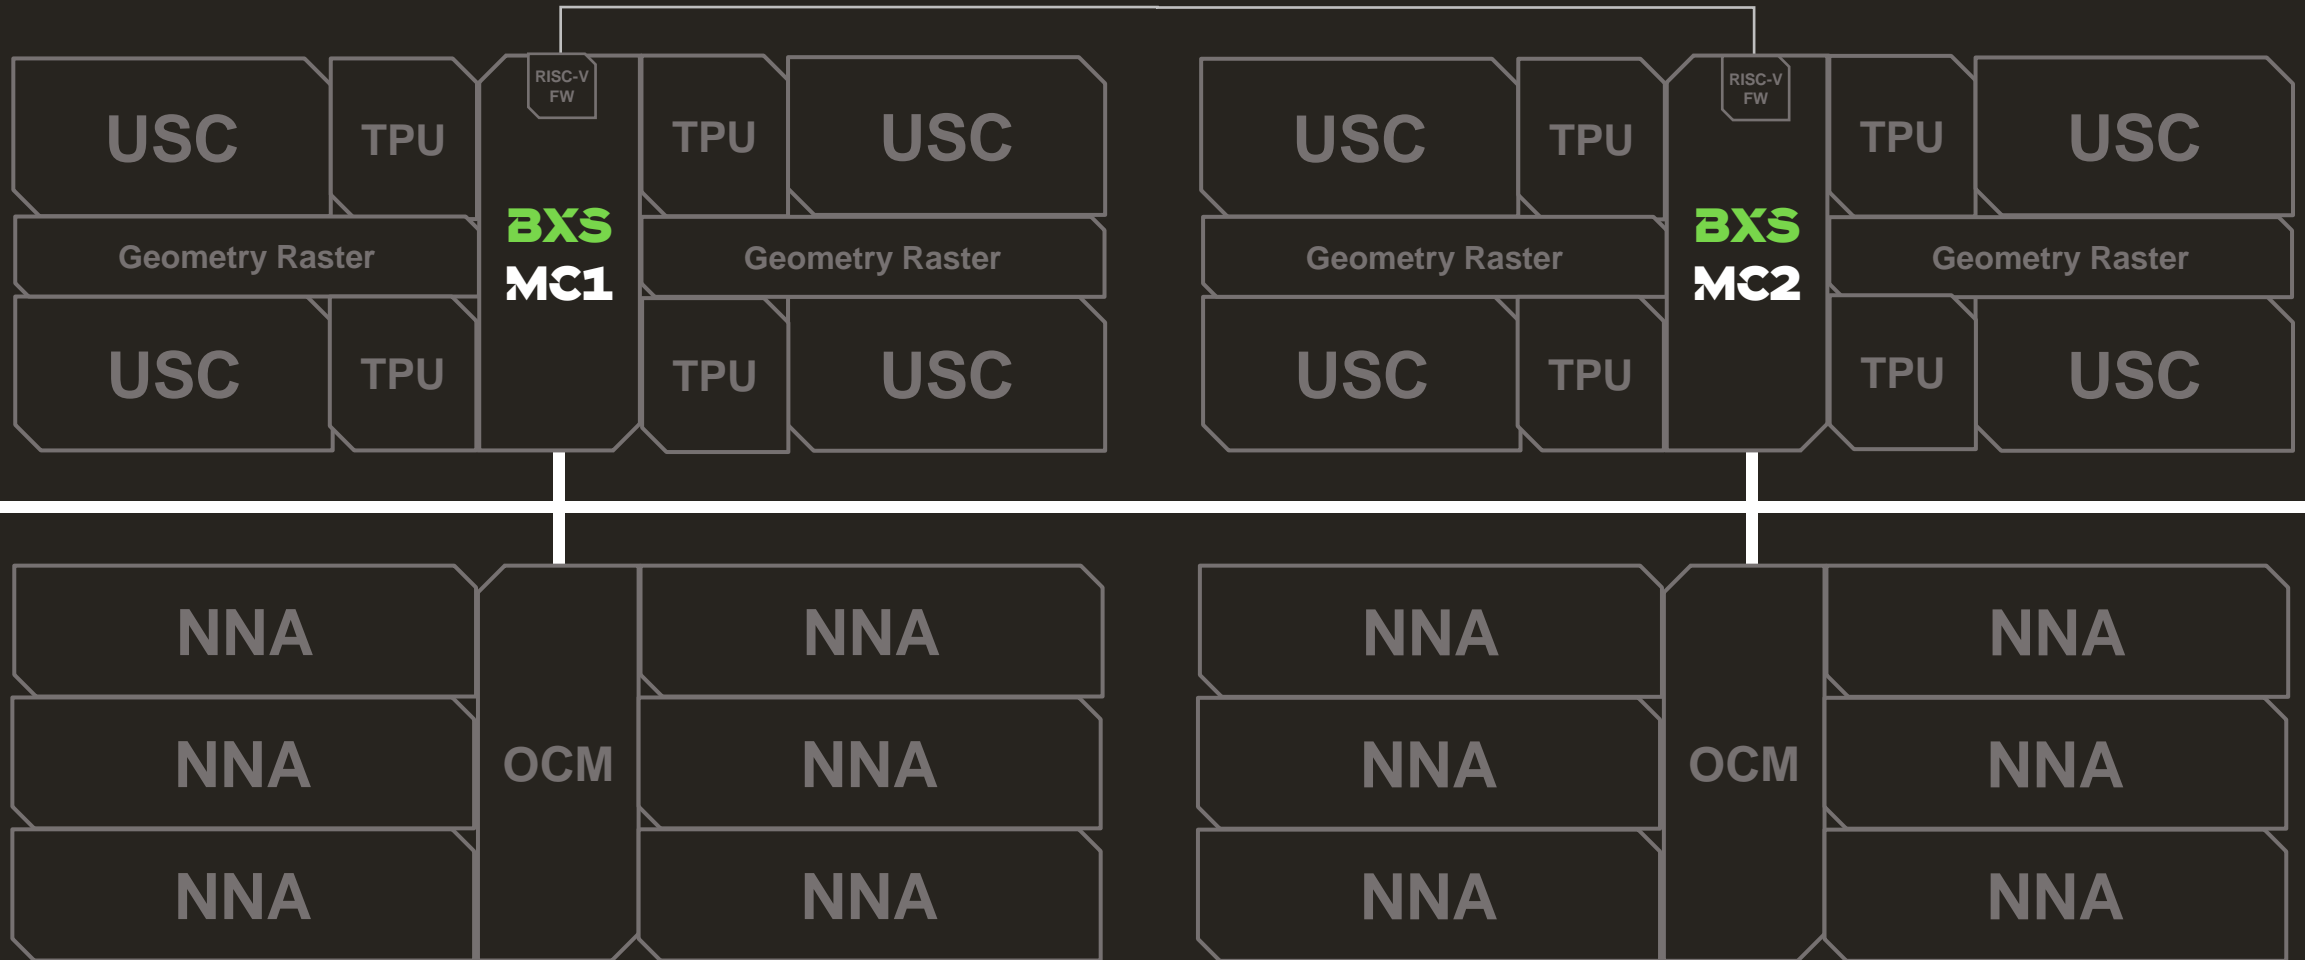 RISC-V
FW
USC
TPU
TPU
USC
BXS
MC1
Geometry Raster
Geometry Raster
USC
TPU
TPU
USC
RISC-V
FW
USC
TPU
TPU
USC
BXS
MC2
Geometry Raster
Geometry Raster
USC
TPU
TPU
USC
NNA
NNA
NNA
OCM
NNA
NNA
NNA
NNA
NNA
NNA
OCM
NNA
NNA
NNA